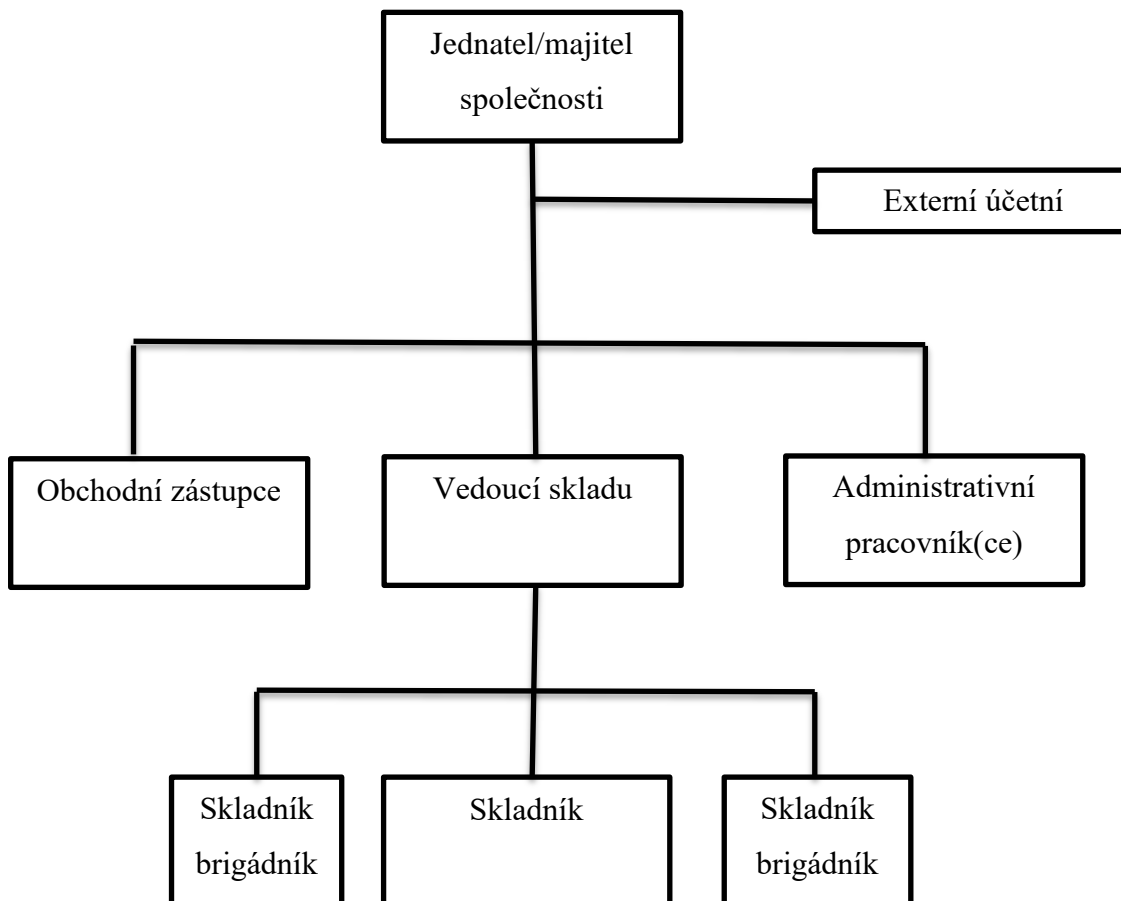 Jednatel/majitel
společnosti
Externí účetní
Obchodní zástupce
Vedoucí skladu
Administrativní
pracovník(ce)
Skladník
brigádník
Skladník
Skladník
brigádník